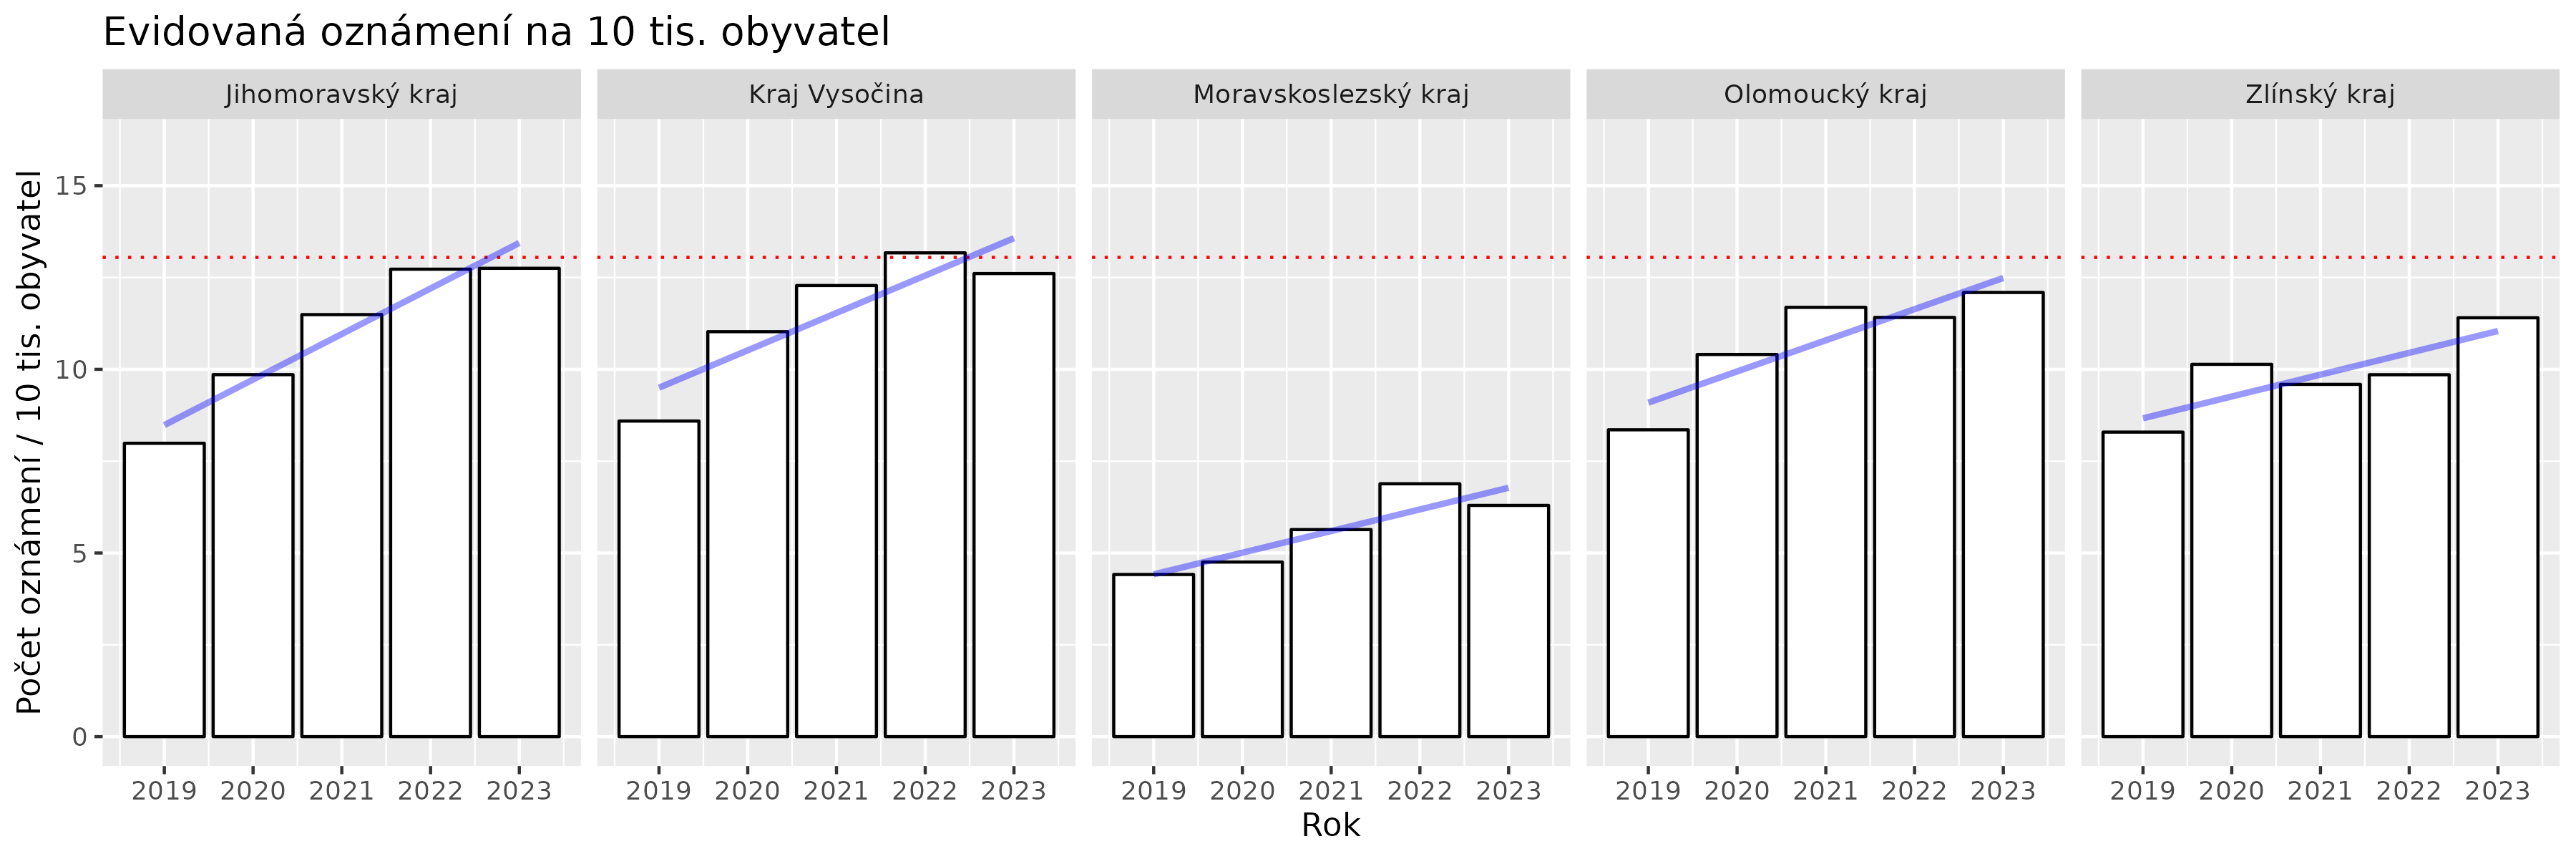 Evidovaná oznámení na 10 tis. obyvatel
Jihomoravský kraj
Kraj Vysočina
Moravskoslezský kraj
Olomoucký kraj
Zlínský kraj
Počet oznámení / 10 tis. obyvatel
15
10
5
0
2019 2020 2021 2022 2023
2019 2020 2021 2022 2023
2019 2020 2021 2022 2023
2019 2020 2021 2022 2023
2019 2020 2021 2022 2023
Rok